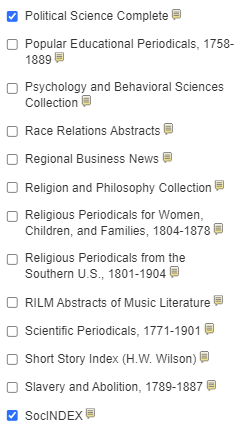 Political Science Complete
Popular Educational Periodicals, 1758-
1889
Psychology and Behavioral Sciences
Collection
Race Relations Abstracts
Regional Business News
Religion and Philosophy Collection
Religious Periodicals for Women,
Children, and Families, 1804-1878
Religious Periodicals from the
Southern U.S., 1801-1904
RILM Abstracts of Music Literature
Scientific Periodicals, 1771-1901
Short Story Index (H.W. Wilson)
Slavery and Abolition, 1789-1887
SocINDEX